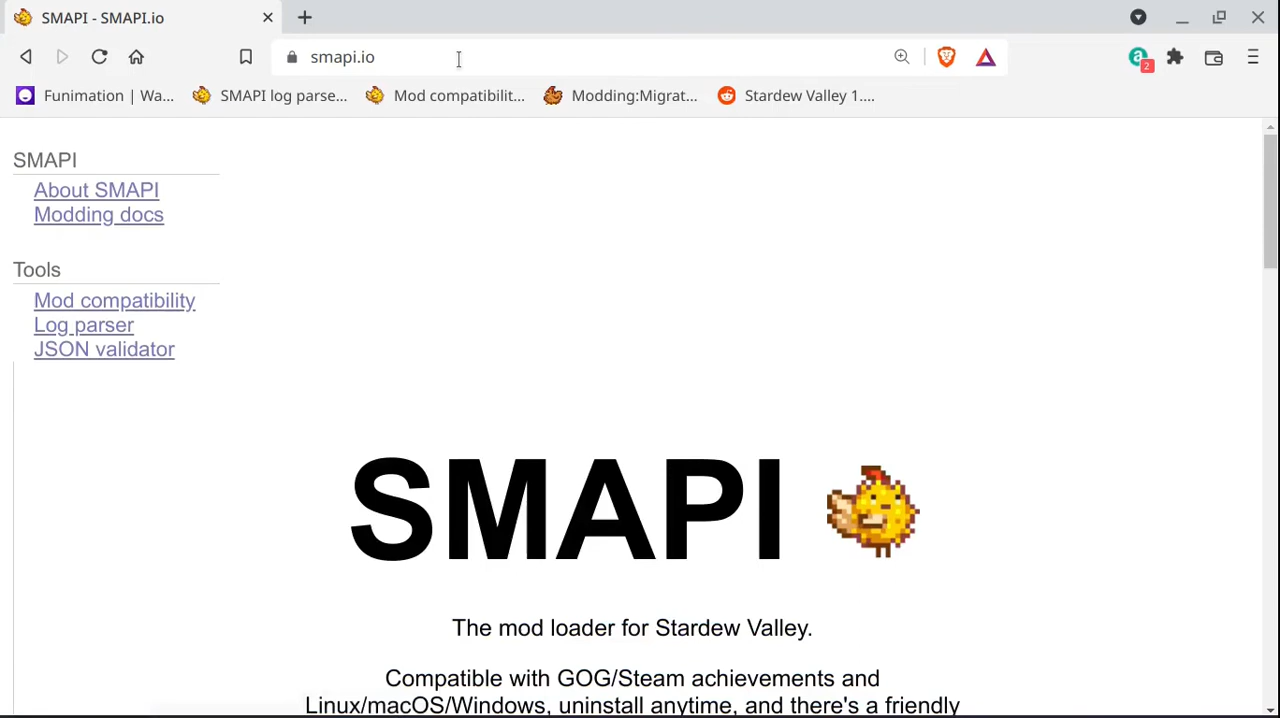 SMAPI - SMAPI.io
smapi.io
2
Funimation | Wa...
SMAPI log parse...
Mod compatibilit...
Modding:Migrat...
Stardew Valley 1....
SMAPI
About SMAPI
Modding docs
Tools
Mod compatibility
Log parser
JSON validator
SMAPI
The mod loader for Stardew Valley.
Compatible with GOG/Steam achievements and
Linux/macOS/Windows, uninstall anytime, and there's a friendly